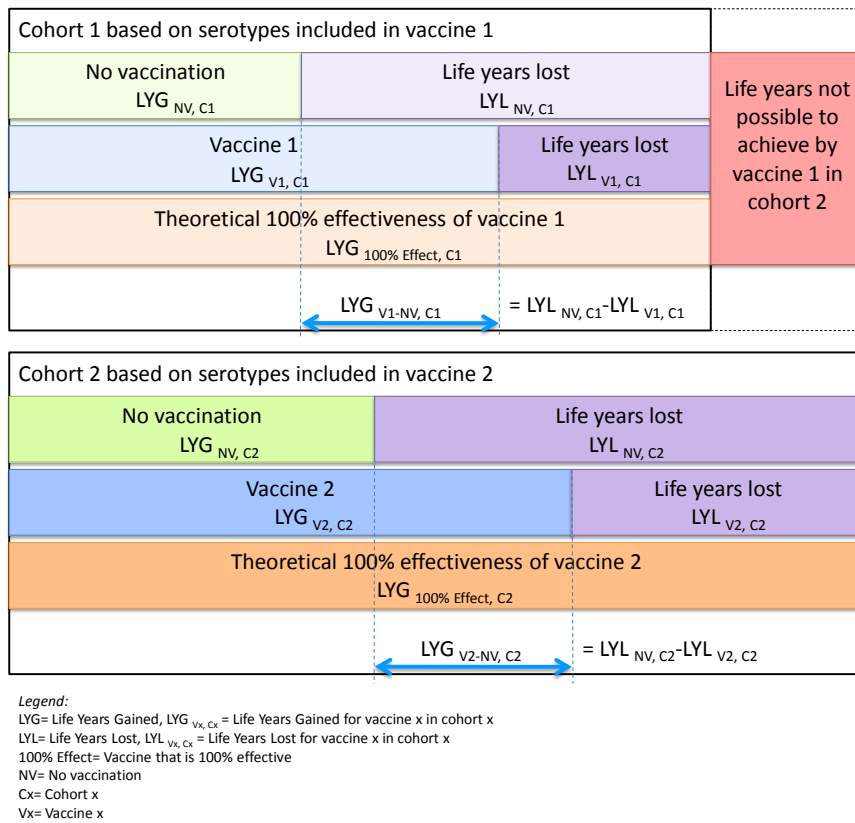 Cohort 1 based on serotypes included in vaccine 1
No vaccination
LYG NV, C1
Life years lost
LYL NV, C1
Life years not
possible to
achieve by
vaccine 1 in
cohort 2
Vaccine 1
LYG V1, C1
Life years lost
LYL V1, C1
Theoretical 100% effectiveness of vaccine 1
LYG 100% Effect, C1
LYG V1-NV, C1 = LYL NV, C1-LYL V1, C1
Cohort 2 based on serotypes included in vaccine 2
No vaccination
LYG NV, C2
Life years lost
LYL NV, C2
Vaccine 2
LYG V2, C2
Life years lost
LYL V2, C2
Theoretical 100% effectiveness of vaccine 2
LYG 100% Effect, C2
LYG V2-NV, C2 = LYL NV, C2-LYL V2, C2
Legend:
LYG= Life Years Gained, LYG Vx, Cx = Life Years Gained for vaccine x in cohort x
LYL= Life Years Lost, LYL Vx, Cx = Life Years Lost for vaccine x in cohort x
100% Effect= Vaccine that is 100% effective
NV= No vaccination
Cx= Cohort x
Vx= Vaccine x